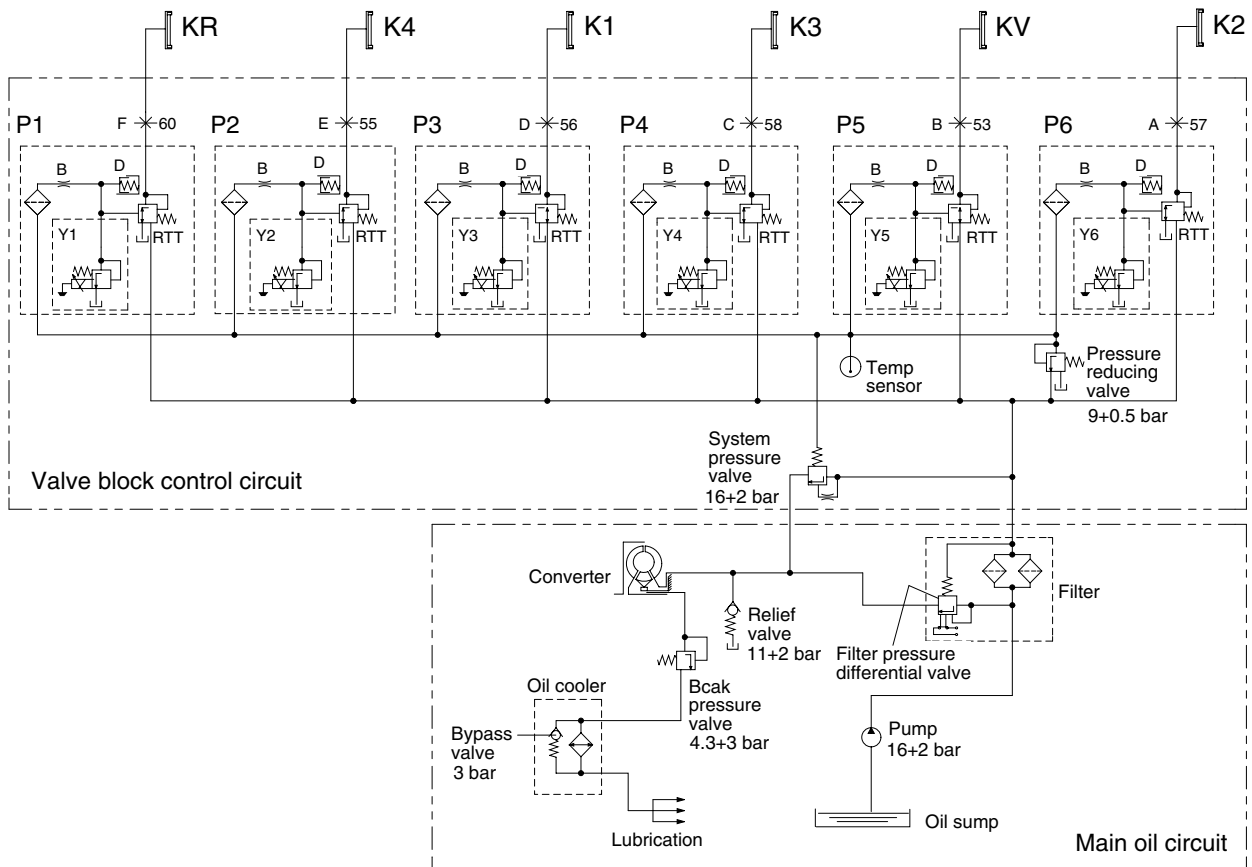 KR
K4
K1
K3
KV
K2
P1
F
60
P2
E
55
P3
D
56
P4
C
58
P5
B
53
P6
A
57
B
D
B
D
B
D
B
D
B
D
B
D
Y1
RTT
Y2
RTT
Y3
RTT
Y4
RTT
Y5
RTT
Y6
RTT
Temp
sensor
Pressure
reducing
valve
9+0.5 bar
System
pressure
valve
16+2 bar
Valve block control circuit
Converter
Relief
valve
11+2 bar
Filter
Filter pressure
differential valve
Oil cooler
Bcak
pressure
valve
4.3+3 bar
Bypass
valve
3 bar
Pump
16+2 bar
Lubrication
Oil sump
Main oil circuit